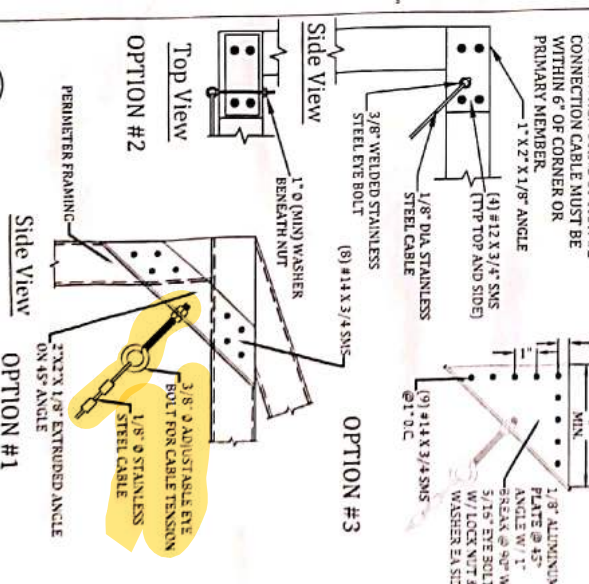 CONNECTION CABLE MUST BE
WITHIN 6" OF CORNER OR
PRIMARY MEMBER.
1" X 2" X 1/8" ANGLE
(4) #12 X 3/4" SMS
(TYP TOP AND SIDE)
1/8" DIA STAINLESS
STEEL CABLE
3/8" WELDED STAINLESS
STEEL EYE BOLT
Side View
Top View
OPTION #2
1" Ø (MIN) WASHER
BENEATH NUT
MIN.
1"
1/8" ALUMINUM
PLATE @ 45°
ANGLE W/ 1"
BREAK @ 90° W
5/16" EYE BOLT
W/ LOCK NUT &
WASHER EA
(9) #14 X 3/4 SMS
@1" O.C.
OPTION #3
(8) #14 X 3/4 SMS
3/8" Ø ADJUSTABLE EYE
BOLT FOR CABLE TENSION
1/8" Ø STAINLESS
STEEL CABLE
2"X2"X 1/8" EXTRUDED ANGLE
ON 45° ANGLE
PERIMETER FRAMING
Side View
OPTION #1